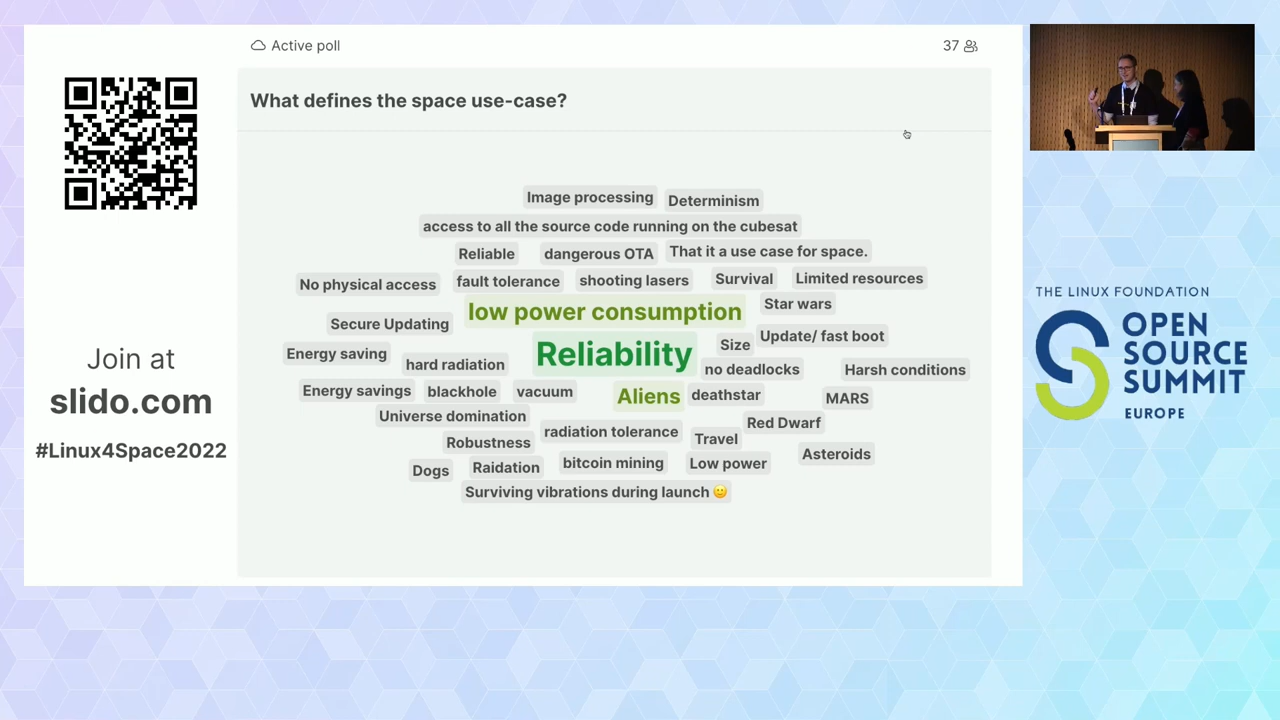 Active poll
37
What defines the space use-case?
Image processing
Determinism
access to all the source code running on the cubesat
Reliable
dangerous OTA
That it a use case for space.
No physical access
fault tolerance
shooting lasers
Survival
Limited resources
low power consumption
Star wars
Secure Updating
Size
Update/ fast boot
Energy saving
hard radiation
Reliability
no deadlocks
Harsh conditions
Energy savings
blackhole
vacuum
Aliens
deathstar
MARS
Universe domination
radiation tolerance
Red Dwarf
Robustness
Travel
Asteroids
Dogs
Raidation
bitcoin mining
Low power
Surviving vibrations during launch 🙂
Join at
slido.com
#Linux4Space2022
THE LINUX FOUNDATION
OPEN
SOURCE
SUMMIT
EUROPE